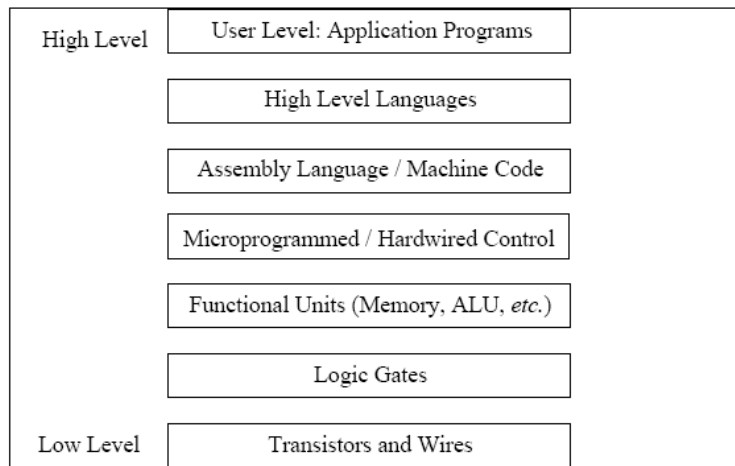 High Level
User Level: Application Programs
High Level Languages
Assembly Language / Machine Code
Microprogrammed / Hardwired Control
Functional Units (Memory, ALU, etc.)
Logic Gates
Low Level
Transistors and Wires